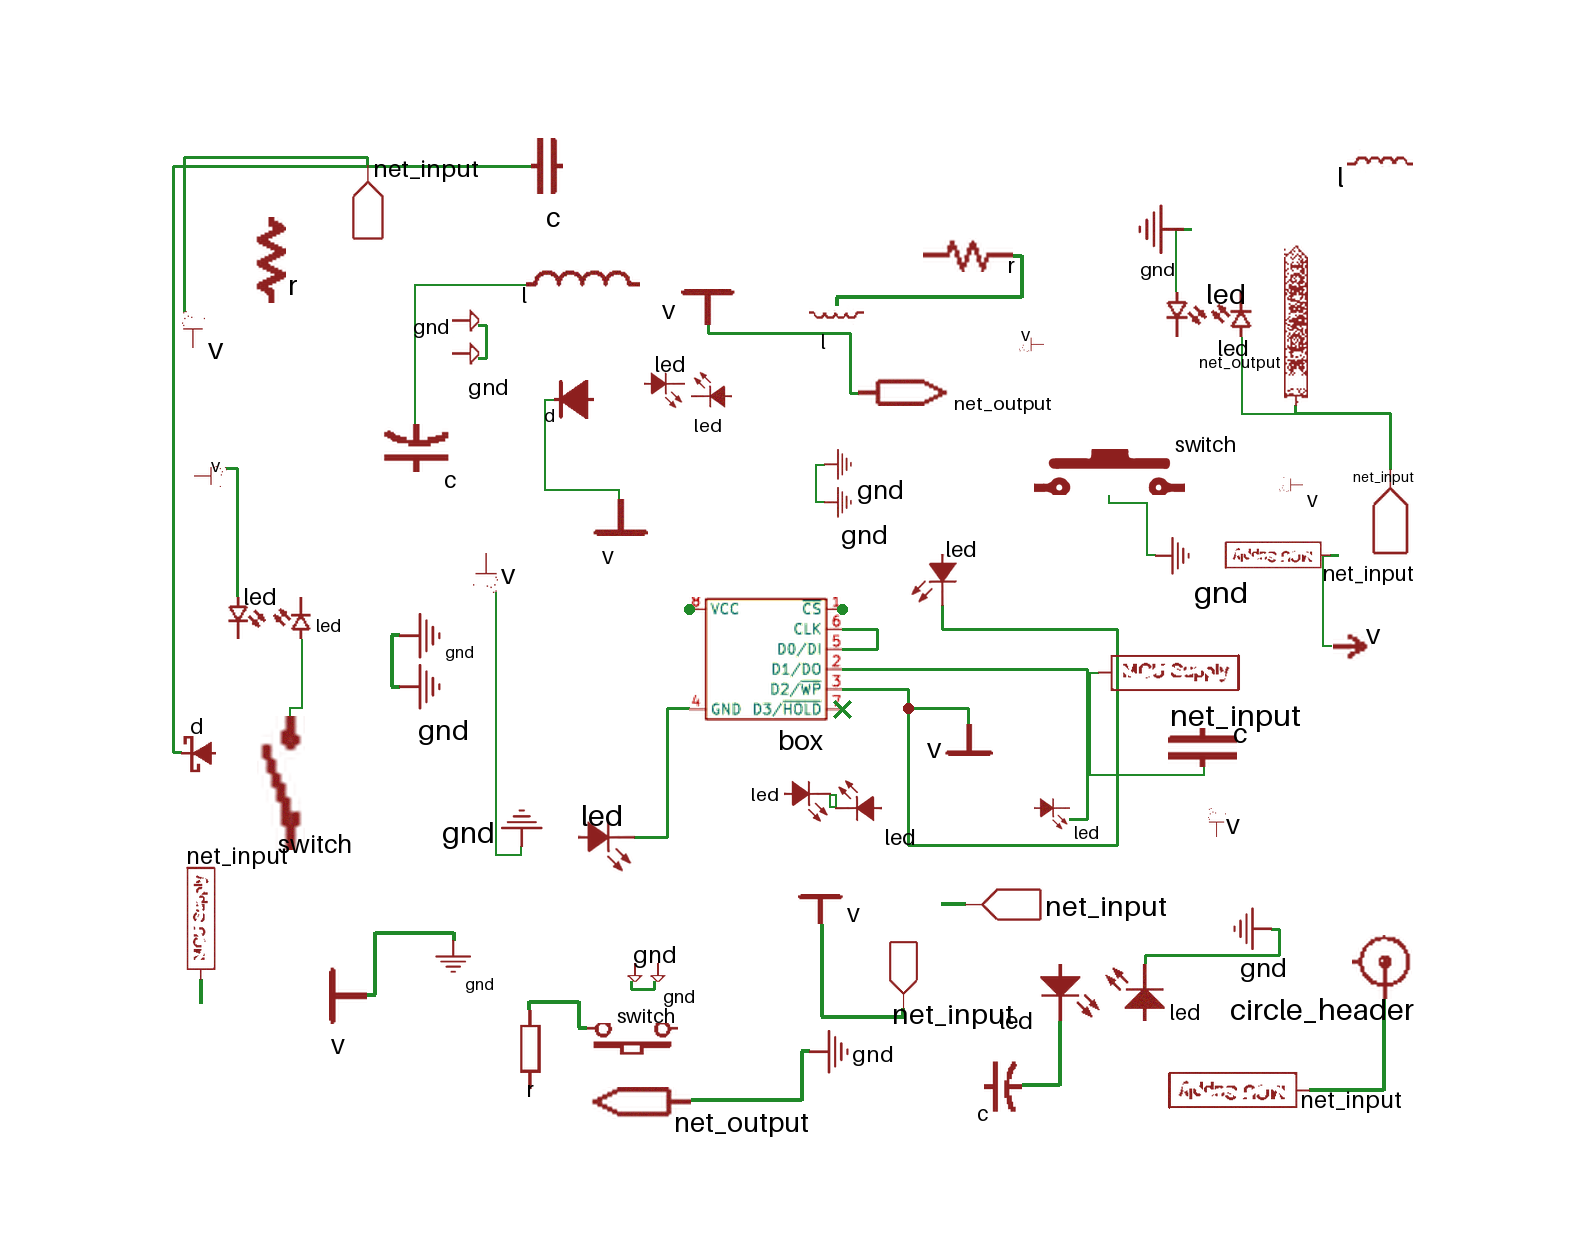 net_input
c
l
r
gnd
r
l
v
led
v
gnd
l
v
led
net_output
led
gnd
d
led
net_output
switch
v
c
net_input
gnd
v
gnd
v
led
v
net_input
gnd
led
led
8 VCC
CS 1
CLK 6
D0/DI 5
D1/DO 2
D2/WP 3
4 GND D3/HOLD 7
box
gnd
v
gnd
MCU Supply
net_input
c
d
v
led
led
led
led
v
gnd
switch
net_input
MCU Supply
v
net_input
gnd
gnd
gnd
gnd
switch
net_input
led
led
circle_header
v
gnd
r
c
net_input
net_output